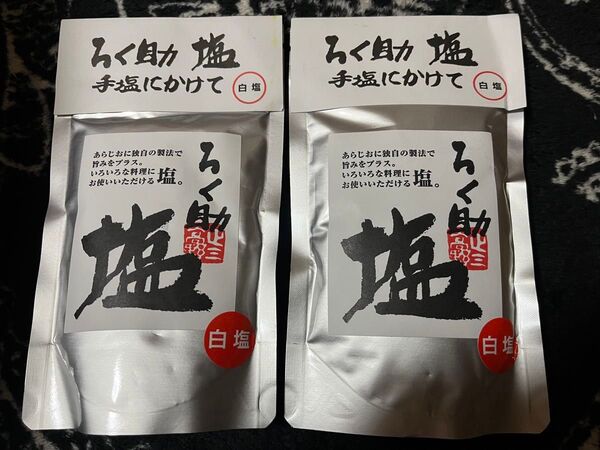 ろく助 塩
手塩にかけて
白塩
あらじおに独自の製法で
旨みをプラス。
いろいろな料理に
お使いいただける 塩。
ろく助
塩
白塩
ろく助 塩
手塩にかけて
白塩
あらじおに独自の製法で
旨みをプラス。
いろいろな料理に
お使いいただける 塩。
ろく助
塩
白塩